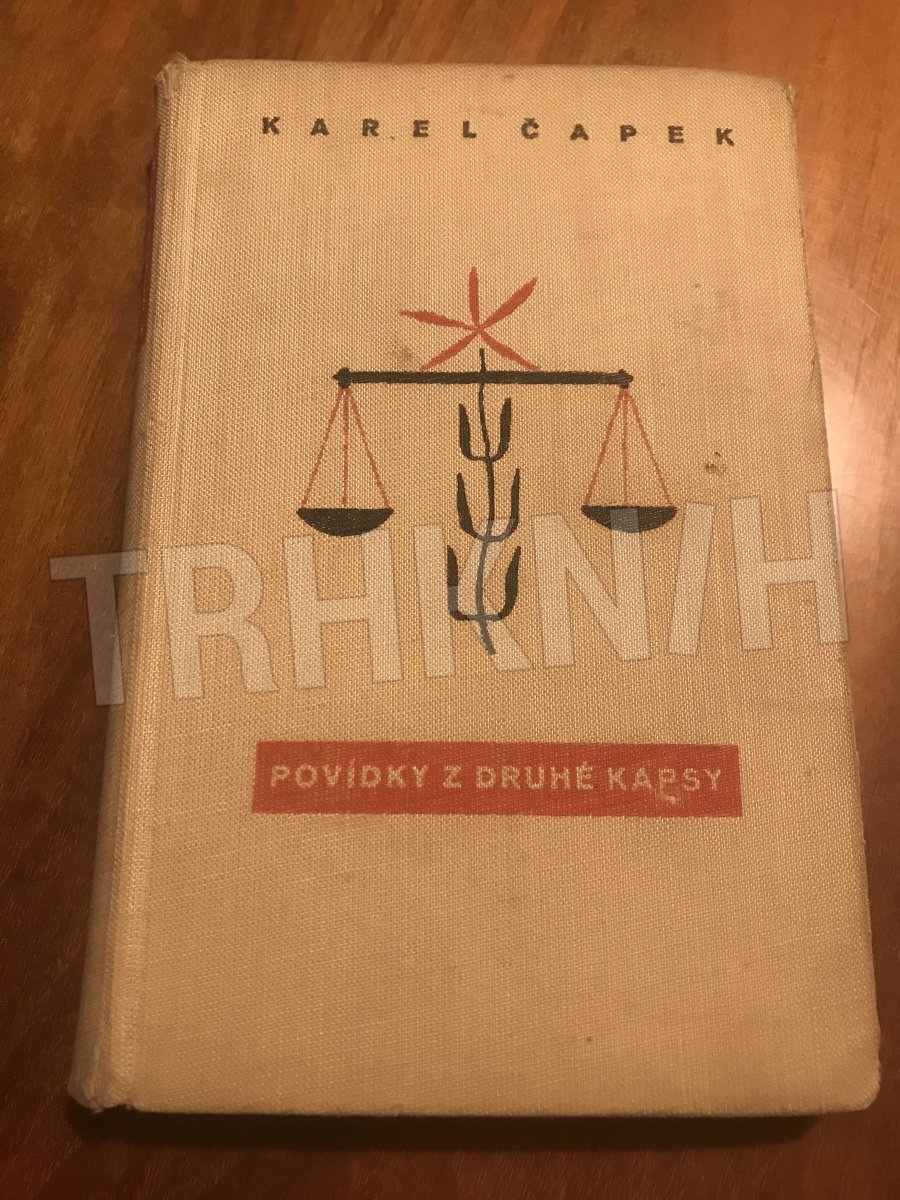 KAREL ČAPEK
TRHKNIH
POVÍDKY Z DRUHÉ KAPSY